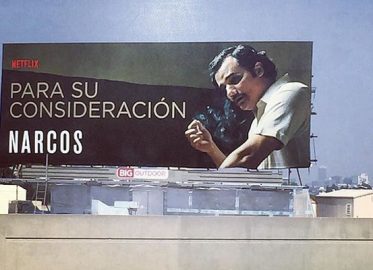 NETFLIX
PARA SU
CONSIDERACIÓN
NARCOS
BIG OUTDOOR